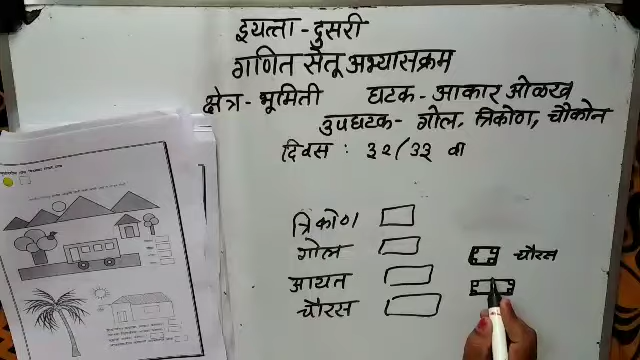 इयत्ता - दुसरी
गणित सेतू अभ्यासक्रम
क्षेत्र - भूमिती घटक - आकार ओळख
उपघटक - गोल, त्रिकोण, चौकोन
दिवस : ३२/३३ वा
त्रिकोण
गोल
आयत
चौरस
चौरस